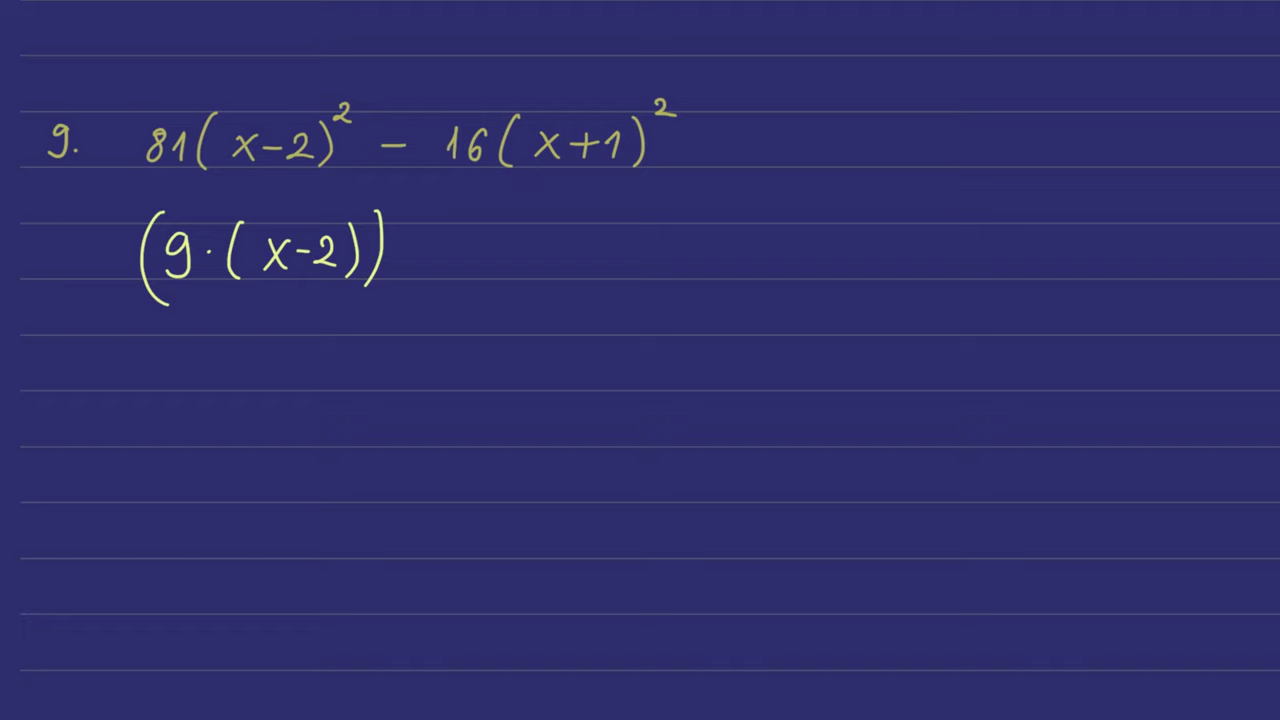 9. 81(x-2)² - 16(x+1)²
(9·(x-2))